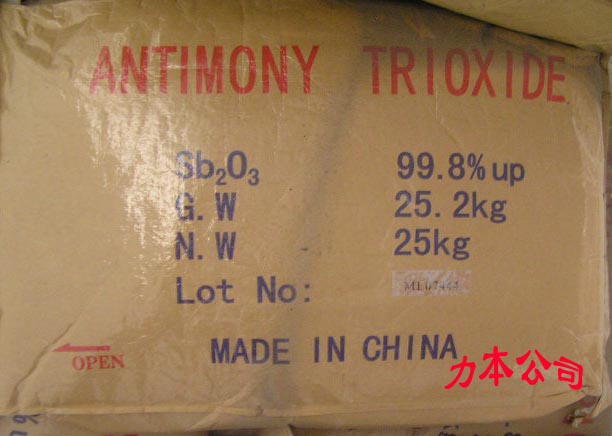 ANTIMONY TRIOXIDE
Sb₂O₃ 99.8% up
G.W 25.2kg
N.W 25kg
Lot No:
MADE IN CHINA
OPEN
力本公司